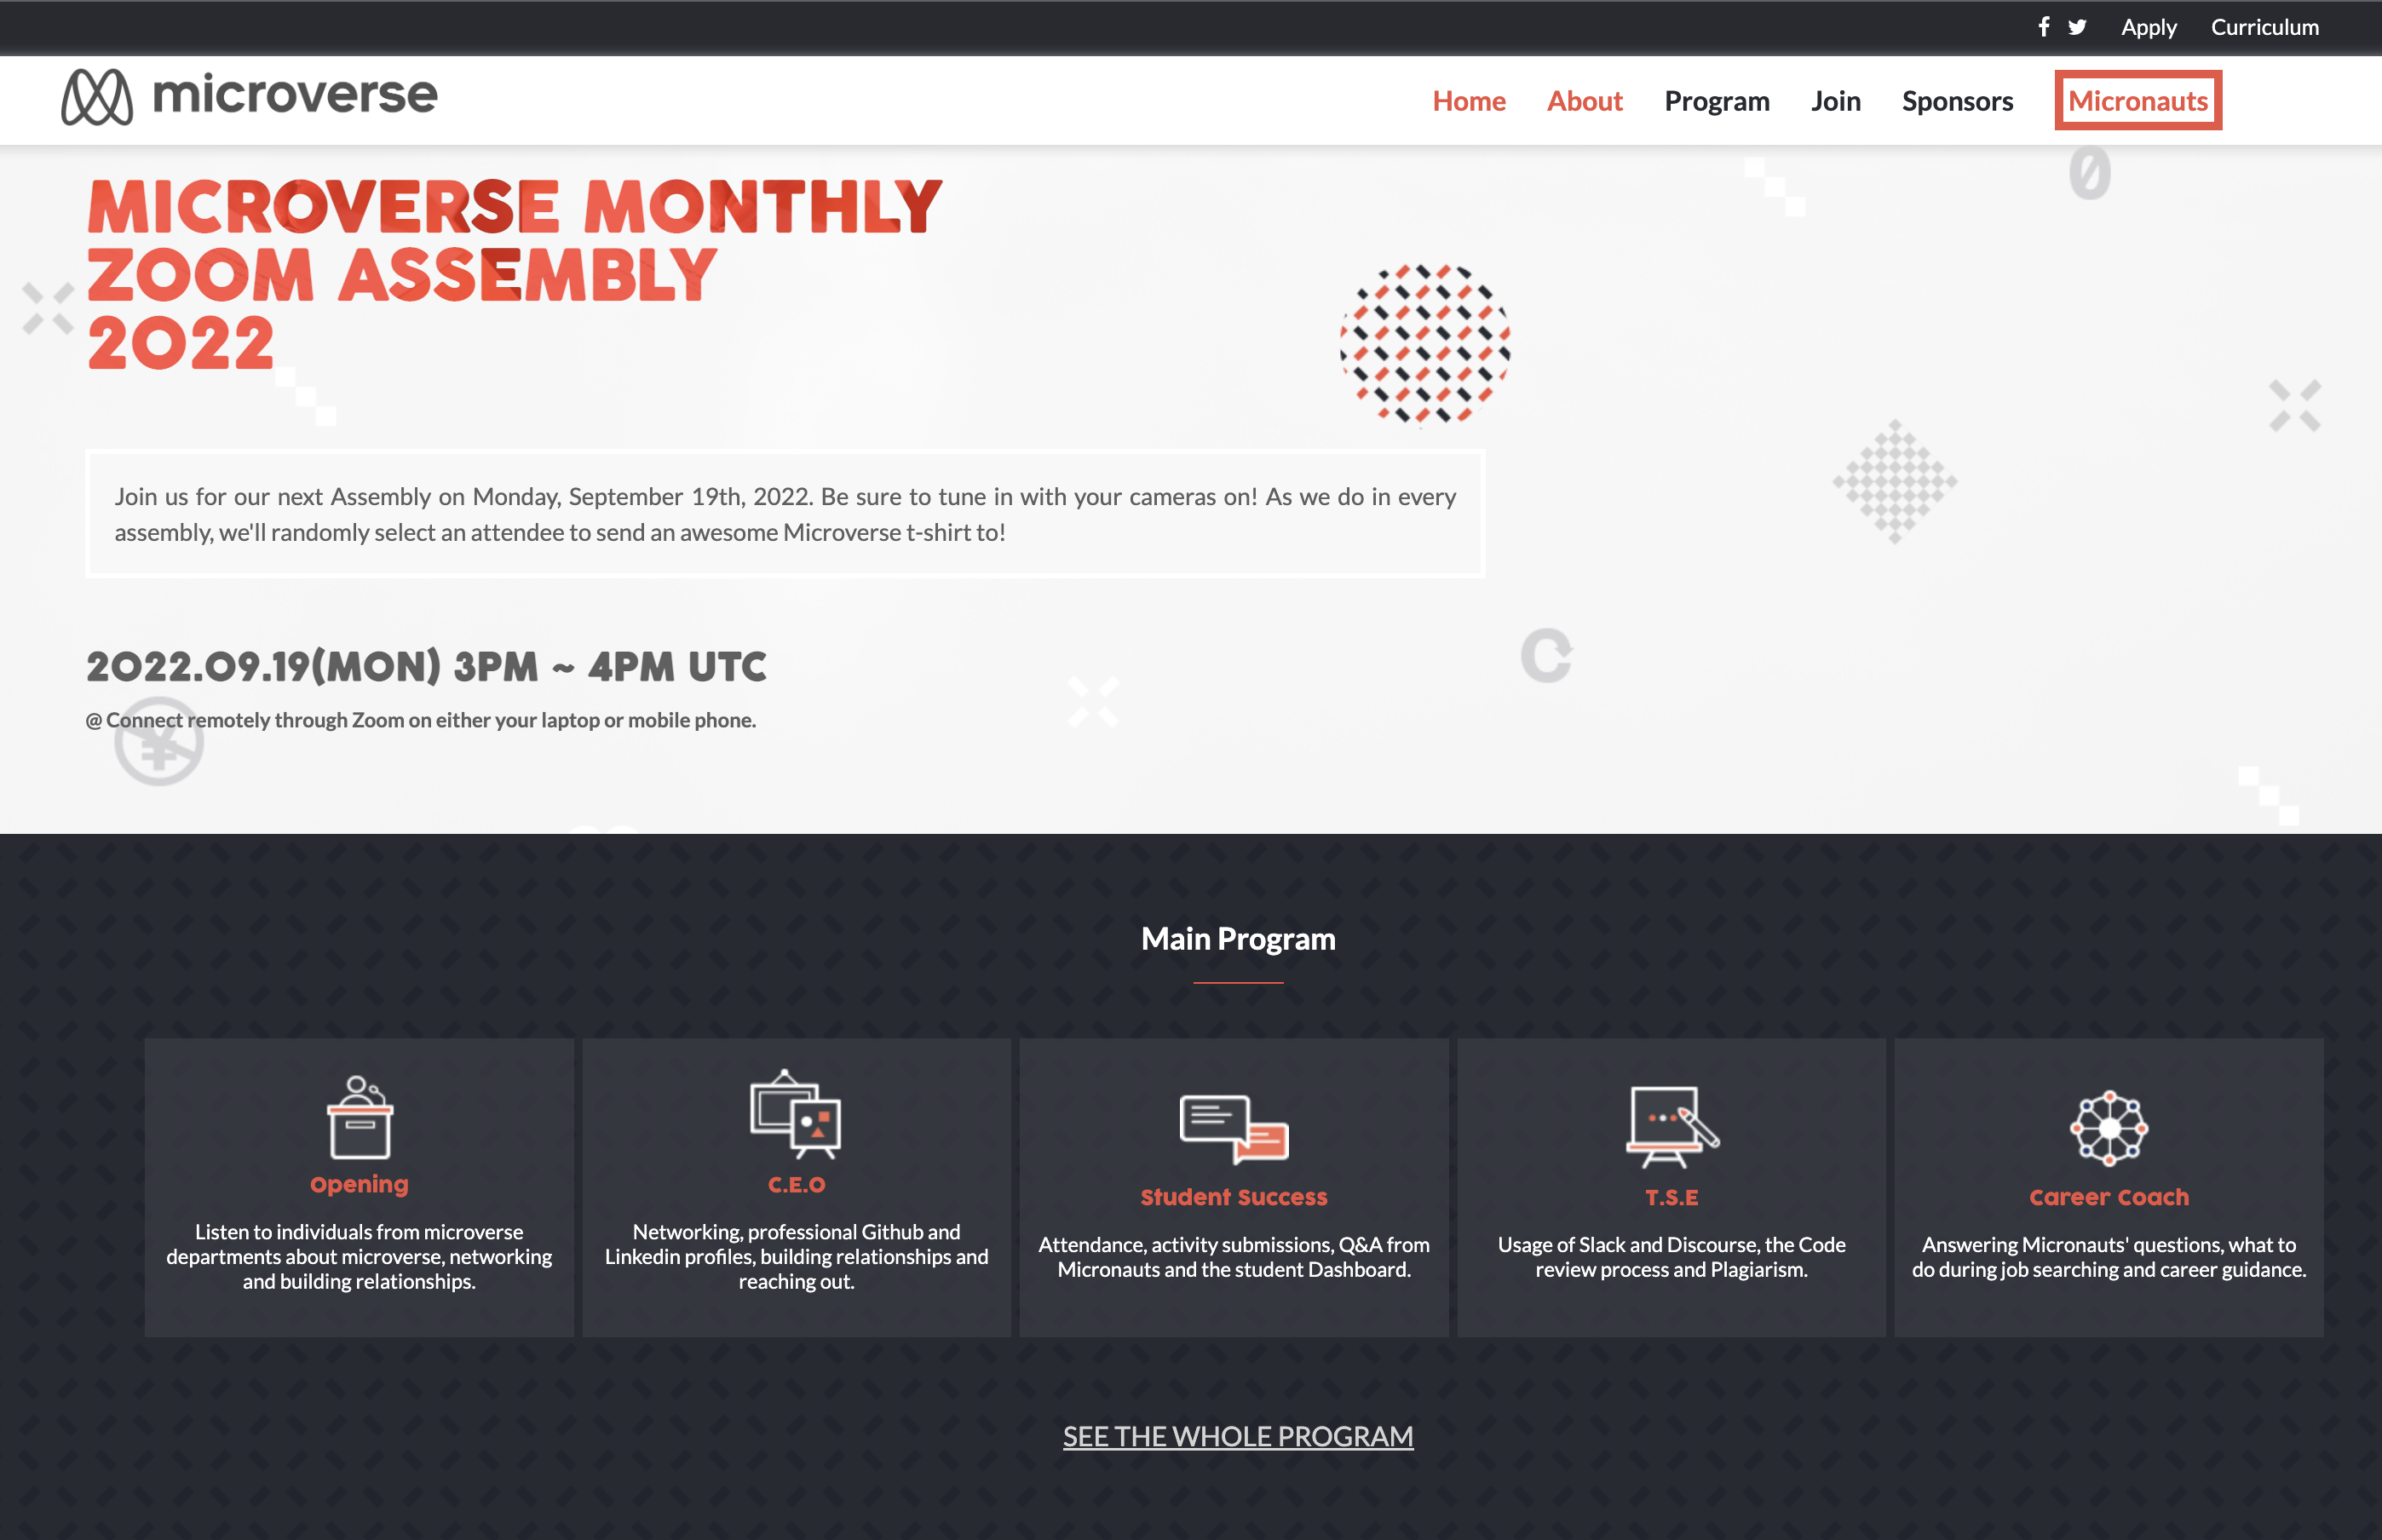 Apply Curriculum
microverse
Home About Program Join Sponsors Micronauts
MICROVERSE MONTHLY
ZOOM ASSEMBLY
2022
Join us for our next Assembly on Monday, September 19th, 2022. Be sure to tune in with your cameras on! As we do in every
assembly, we'll randomly select an attendee to send an awesome Microverse t-shirt to!
2022.09.19(MON) 3PM ~ 4PM UTC
@ Connect remotely through Zoom on either your laptop or mobile phone.
Main Program
Opening
Listen to individuals from microverse
departments about microverse, networking
and building relationships.
C.E.O
Networking, professional Github and
Linkedin profiles, building relationships and
reaching out.
Student Success
Attendance, activity submissions, Q&A from
Micronauts and the student Dashboard.
T.S.E
Usage of Slack and Discourse, the Code
review process and Plagiarism.
Career Coach
Answering Micronauts' questions, what to
do during job searching and career guidance.
SEE THE WHOLE PROGRAM